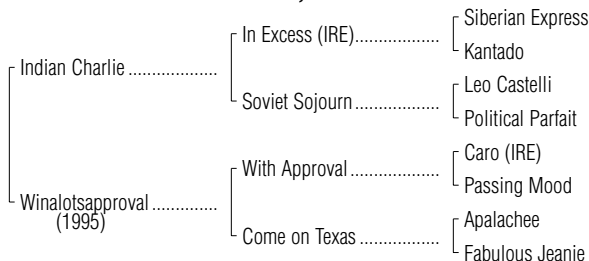 Siberian Express
In Excess (IRE)
Kantado
Indian Charlie
Leo Castelli
Soviet Sojourn
Political Parfait
Caro (IRE)
With Approval
Passing Mood
Winalotsapproval
(1995)
Apalachee
Come on Texas
Fabulous Jeanie